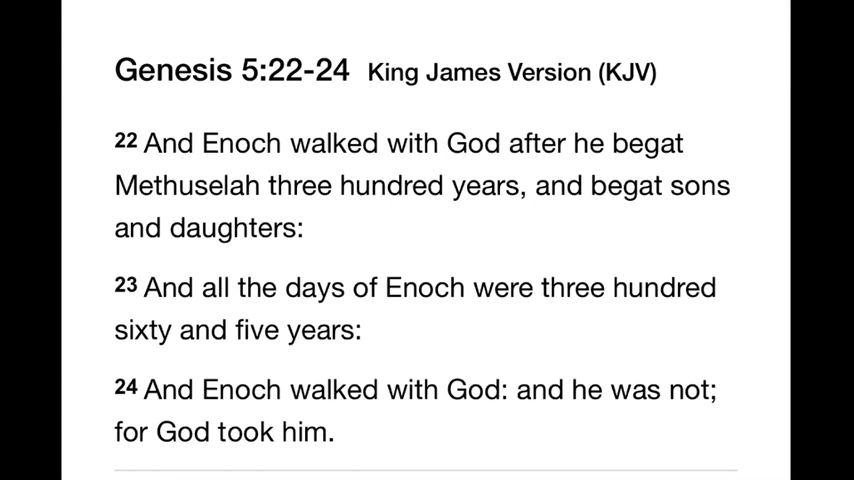 Genesis 5:22-24 King James Version (KJV)
22 And Enoch walked with God after he begat
Methuselah three hundred years, and begat sons
and daughters:
23 And all the days of Enoch were three hundred
sixty and five years:
24 And Enoch walked with God: and he was not;
for God took him.